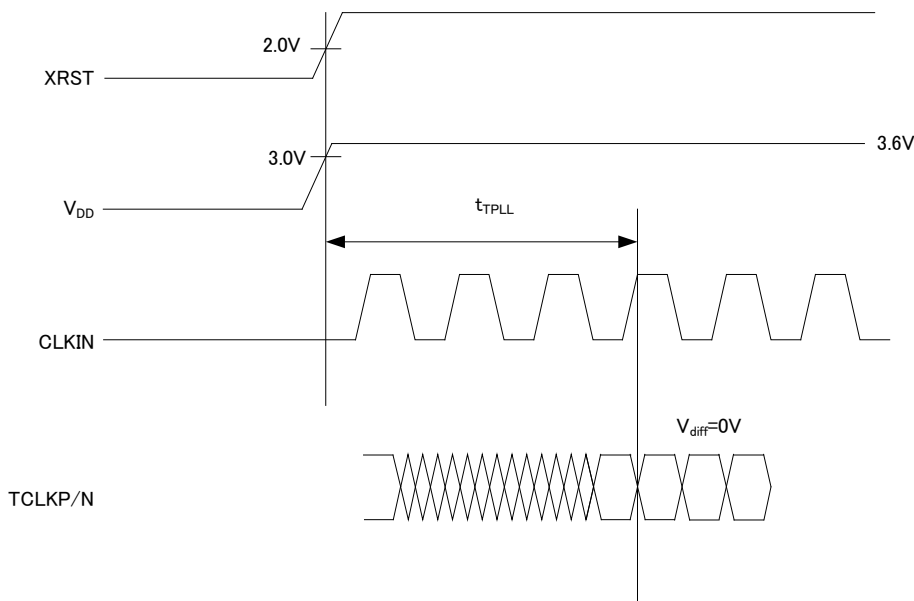 2.0V
XRST
3.0V
3.6V
VDD
tTPLL
CLKIN
Vdiff=0V
TCLKP/N